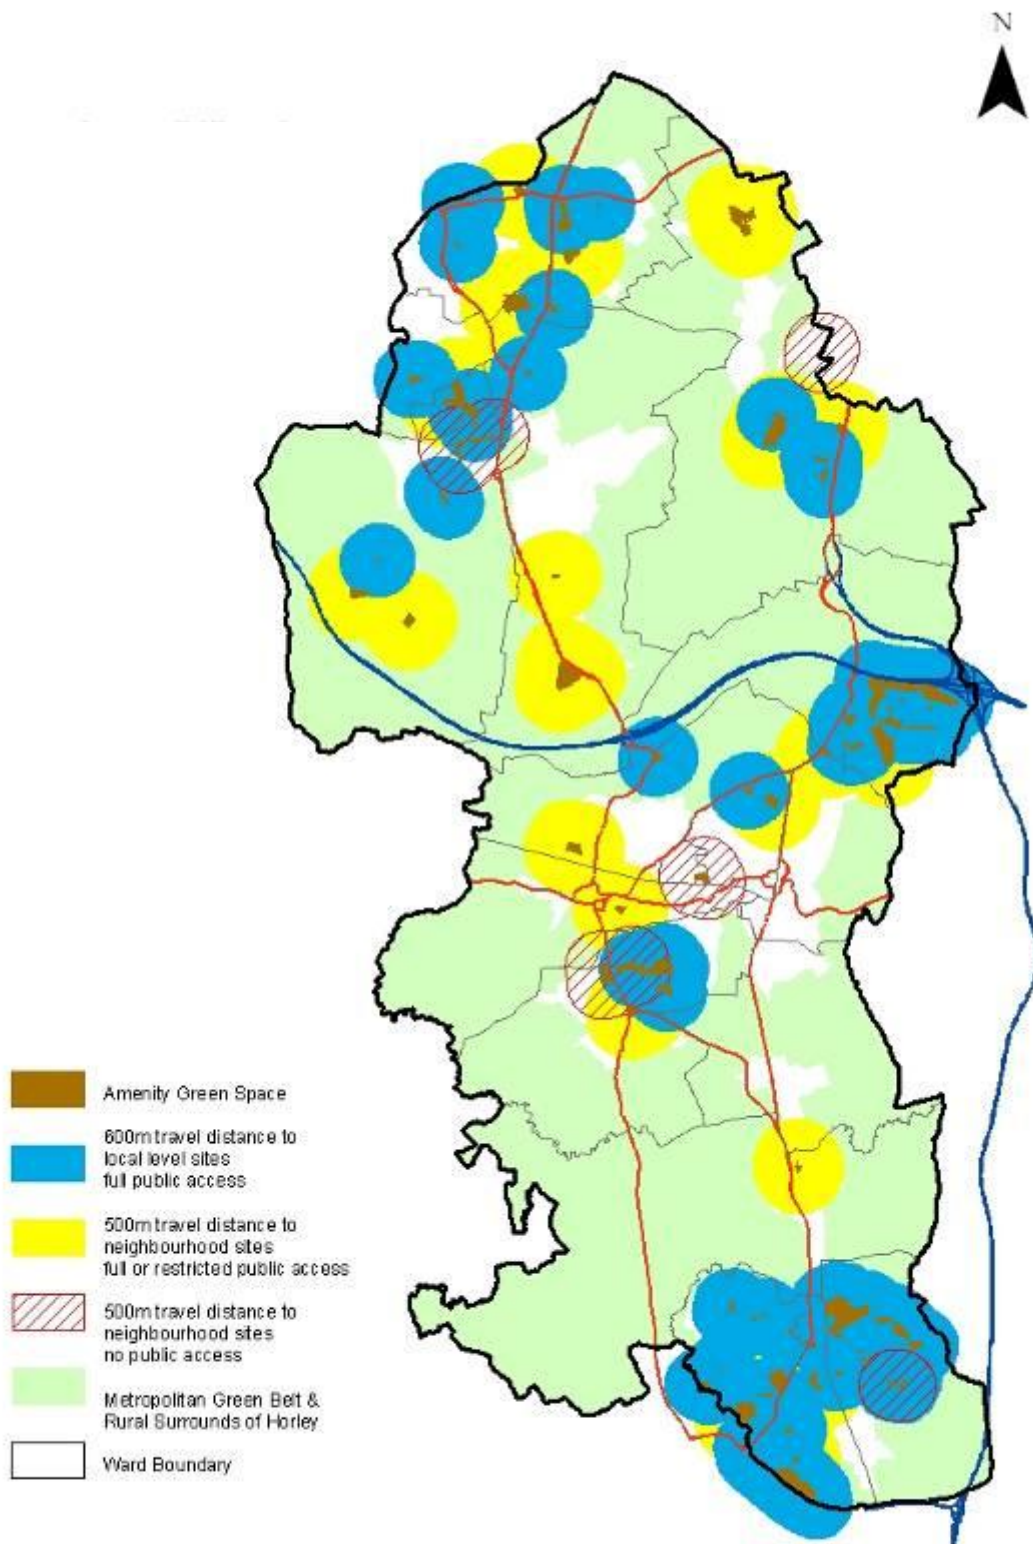 N
Amenity Green Space
600m travel distance to
local level sites
full public access
500m travel distance to
neighbourhood sites
full or restricted public access
500m travel distance to
neighbourhood sites
no public access
Metropolitan Green Belt &
Rural Surrounds of Horley
Ward Boundary